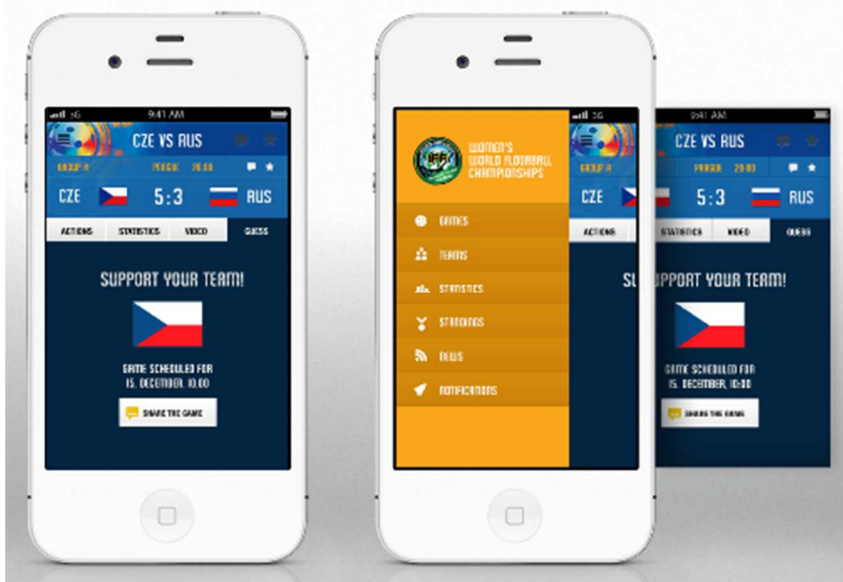 3G 9:41 AM
CZE VS RUS
GROUP A PRAGUE 20:00
CZE 5:3 RUS
ACTIONS STATISTICS VIDEO GUESS
SUPPORT YOUR TEAM!
GAME SCHEDULED FOR
15. DECEMBER, 10:00
SHARE THE GAME
IFF
WOMEN'S
WORLD FLOORBALL
CHAMPIONSHIPS
GAMES
TEAMS
STATISTICS
STANDINGS
NEWS
NOTIFICATIONS
3G 9:41 AM
CZE VS RUS
PRAGUE 20:00
CZE 5:3 RUS
ACTIONS STATISTICS VIDEO GUESS
SUPPORT YOUR TEAM!
GAME SCHEDULED FOR
15. DECEMBER, 10:00
SHARE THE GAME